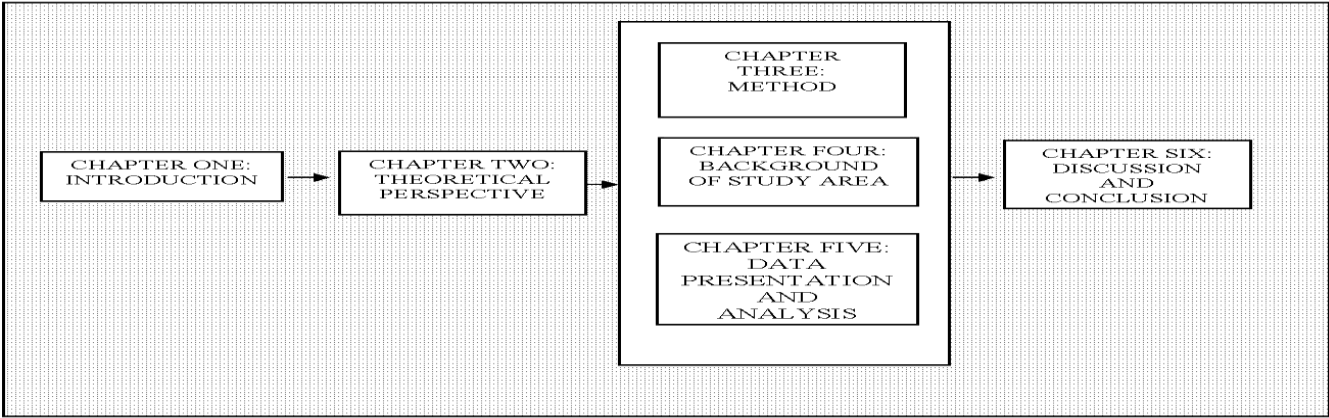 CHAPTER ONE:
INTRODUCTION
CHAPTER TWO:
THEORETICAL
PERSPECTIVE
CHAPTER
THREE:
METHOD
CHAPTER FOUR:
BACKGROUND
OF STUDY AREA
CHAPTER FIVE:
DATA
PRESENTATION
AND
ANALYSIS
CHAPTER SIX:
DISCUSSION
AND
CONCLUSION